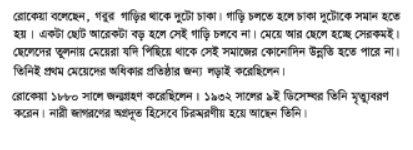 রোকেয়া বলেছেন, গরুর গাড়ির থাকে দুটো চাকা। গাড়ি চলতে হলে চাকা দুটোকে সমান হতে
হয়। একটা ছোট আরেকটা বড় হলে সেই গাড়ি চলবে না। মেয়ে আর ছেলে হচ্ছে সেরকমই।
ছেলেদের তুলনায় মেয়েরা যদি পিছিয়ে থাকে সেই সমাজের কোনোদিন উন্নতি হতে পারে না।
তিনিই প্রথম মেয়েদের অধিকার প্রতিষ্ঠার জন্য লড়াই করেছিলেন।
রোকেয়া ১৮৮০ সালে জন্মগ্রহণ করেছিলেন। ১৯৩২ সালের ৯ই ডিসেম্বর তিনি মৃত্যুবরণ
করেন। নারী জাগরণের অগ্রদূত হিসেবে চিরস্মরণীয় হয়ে আছেন তিনি।